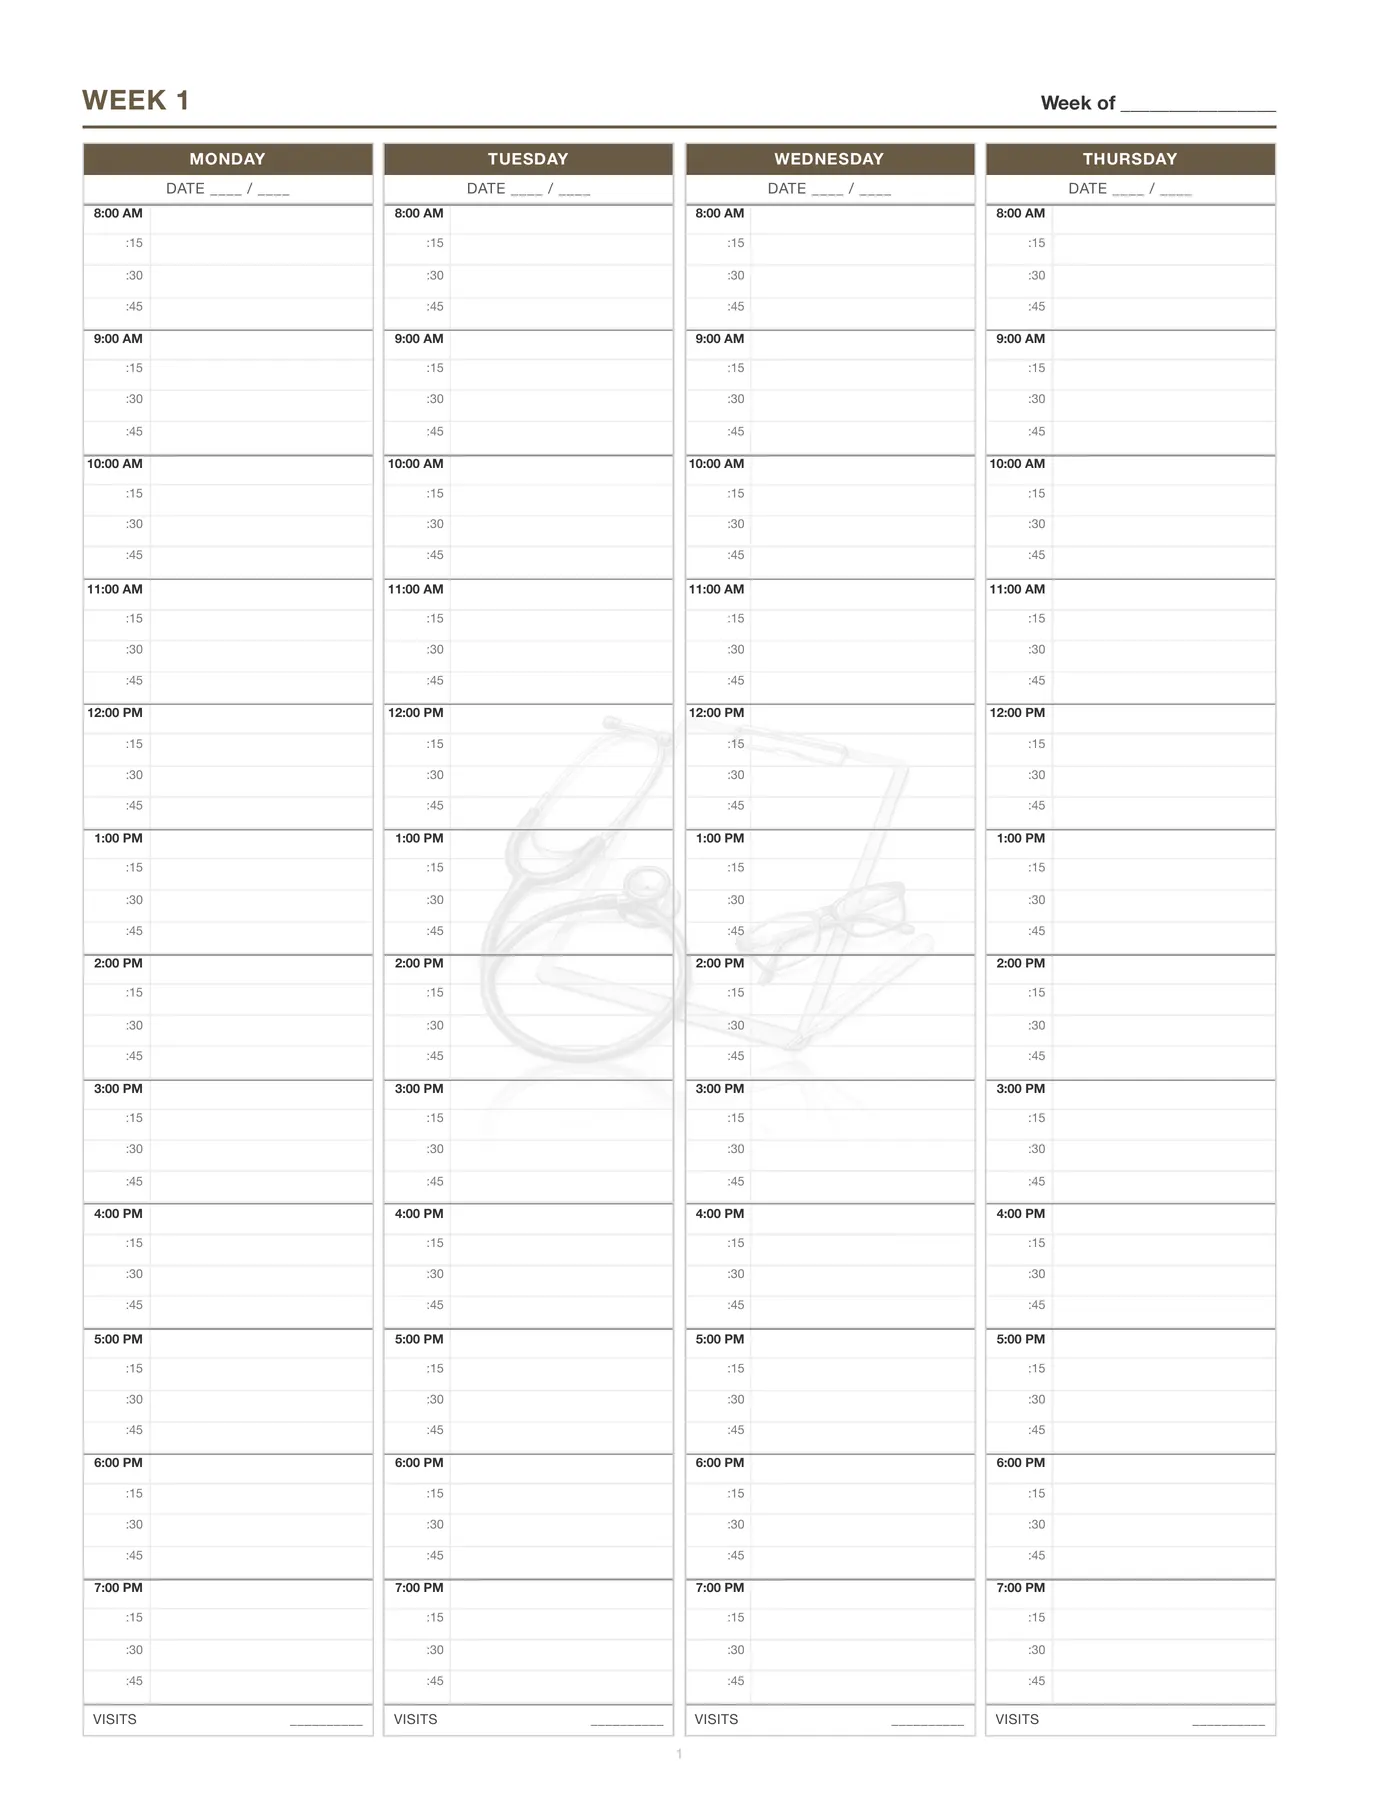 WEEK 1
Week of ________________
MONDAY TUESDAY WEDNESDAY THURSDAY
DATE ____ / ____ DATE ____ / ____ DATE ____ / ____ DATE ____ / ____
8:00 AM 8:00 AM 8:00 AM 8:00 AM
:15 :15 :15 :15
:30 :30 :30 :30
:45 :45 :45 :45
9:00 AM 9:00 AM 9:00 AM 9:00 AM
:15 :15 :15 :15
:30 :30 :30 :30
:45 :45 :45 :45
10:00 AM 10:00 AM 10:00 AM 10:00 AM
:15 :15 :15 :15
:30 :30 :30 :30
:45 :45 :45 :45
11:00 AM 11:00 AM 11:00 AM 11:00 AM
:15 :15 :15 :15
:30 :30 :30 :30
:45 :45 :45 :45
12:00 PM 12:00 PM 12:00 PM 12:00 PM
:15 :15 :15 :15
:30 :30 :30 :30
:45 :45 :45 :45
1:00 PM 1:00 PM 1:00 PM 1:00 PM
:15 :15 :15 :15
:30 :30 :30 :30
:45 :45 :45 :45
2:00 PM 2:00 PM 2:00 PM 2:00 PM
:15 :15 :15 :15
:30 :30 :30 :30
:45 :45 :45 :45
3:00 PM 3:00 PM 3:00 PM 3:00 PM
:15 :15 :15 :15
:30 :30 :30 :30
:45 :45 :45 :45
4:00 PM 4:00 PM 4:00 PM 4:00 PM
:15 :15 :15 :15
:30 :30 :30 :30
:45 :45 :45 :45
5:00 PM 5:00 PM 5:00 PM 5:00 PM
:15 :15 :15 :15
:30 :30 :30 :30
:45 :45 :45 :45
6:00 PM 6:00 PM 6:00 PM 6:00 PM
:15 :15 :15 :15
:30 :30 :30 :30
:45 :45 :45 :45
7:00 PM 7:00 PM 7:00 PM 7:00 PM
:15 :15 :15 :15
:30 :30 :30 :30
:45 :45 :45 :45
VISITS _________ VISITS _________ VISITS _________ VISITS _________
1